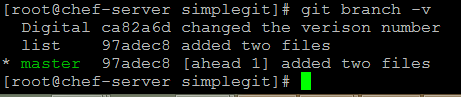 [root@chef-server simplegit]# git branch -v
  Digital ca82a6d changed the verison number
  list    97adec8 added two files
* master  97adec8 [ahead 1] added two files
[root@chef-server simplegit]#